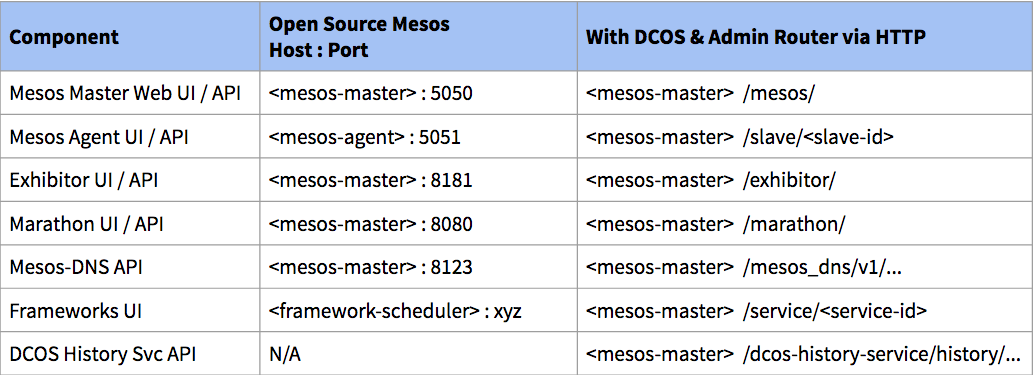 Component
Open Source Mesos
Host : Port
With DCOS & Admin Router via HTTP
Mesos Master Web UI / API
<mesos-master> : 5050
<mesos-master> /mesos/
Mesos Agent UI / API
<mesos-agent> : 5051
<mesos-master> /slave/<slave-id>
Exhibitor UI / API
<mesos-master> : 8181
<mesos-master> /exhibitor/
Marathon UI / API
<mesos-master> : 8080
<mesos-master> /marathon/
Mesos-DNS API
<mesos-master> : 8123
<mesos-master> /mesos_dns/v1/...
Frameworks UI
<framework-scheduler> : xyz
<mesos-master> /service/<service-id>
DCOS History Svc API
N/A
<mesos-master> /dcos-history-service/history/...